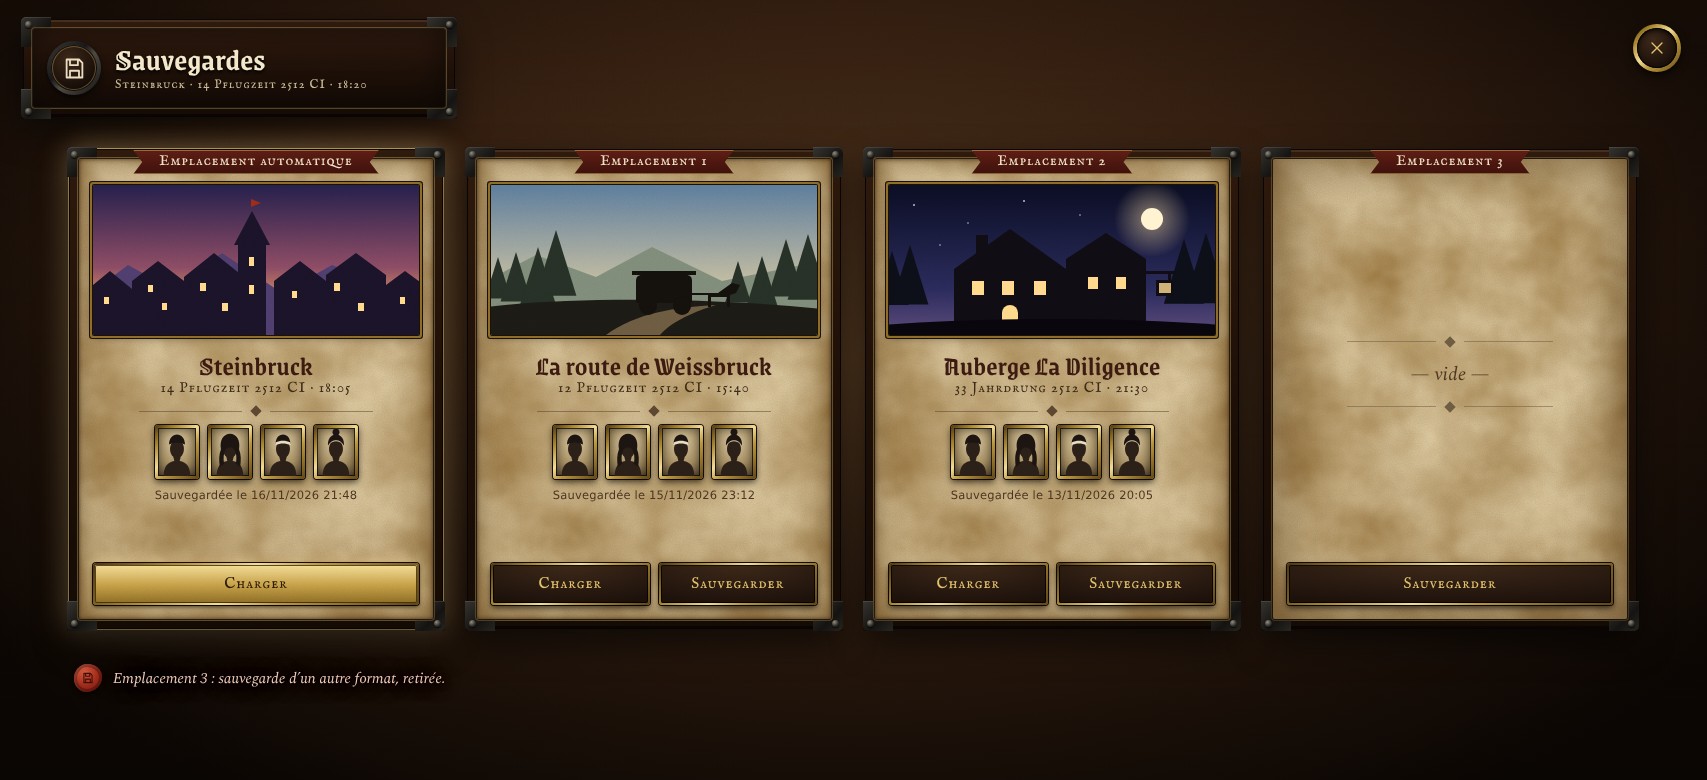 Sauvegardes
Steinbruck · 14 Pflugzeit 2512 CI · 18:20
Emplacement automatique
Steinbruck
14 Pflugzeit 2512 CI · 18:05
Sauvegardée le 16/11/2026 21:48
Charger
Emplacement 1
La route de Weissbruck
12 Pflugzeit 2512 CI · 15:40
Sauvegardée le 15/11/2026 23:12
Charger
Sauvegarder
Emplacement 2
Auberge La Diligence
33 Jahrdrung 2512 CI · 21:30
Sauvegardée le 13/11/2026 20:05
Charger
Sauvegarder
Emplacement 3
— vide —
Sauvegarder
Emplacement 3 : sauvegarde d’un autre format, retirée.